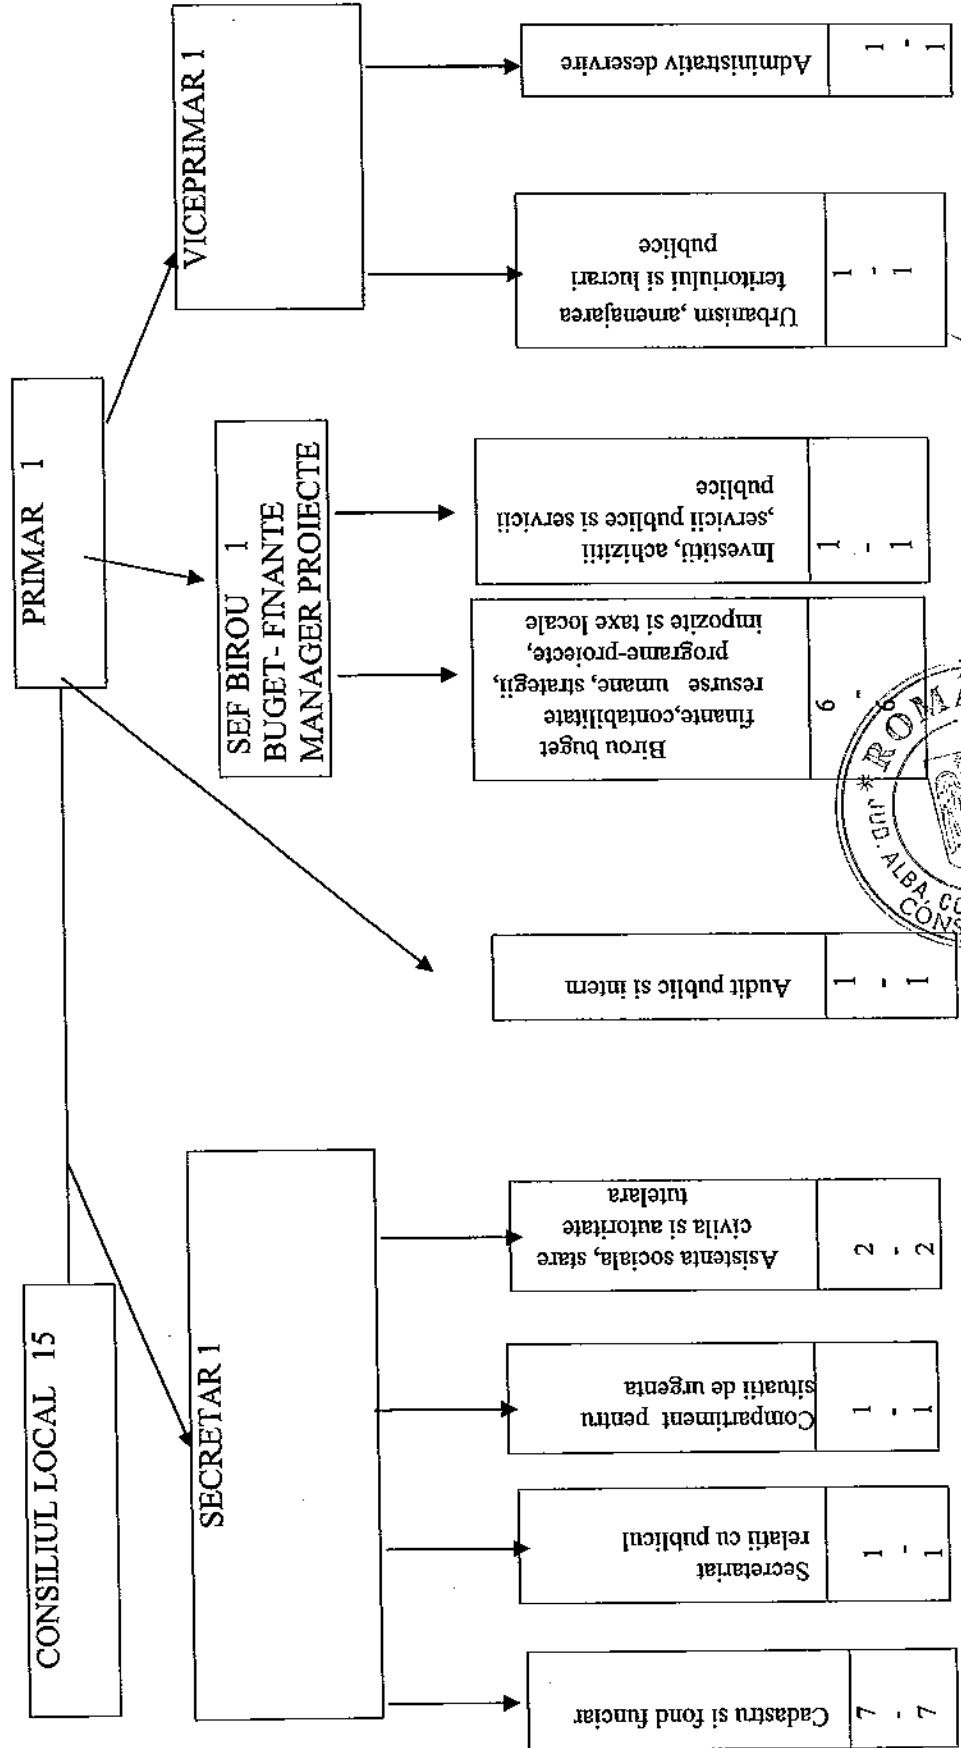 CONSILIUL LOCAL 15
PRIMAR 1
SECRETAR 1
SEF BIROU 1
BUGET- FINANTE
MANAGER PROIECTE
VICEPRIMAR 1
Cadastru si fond funciar
7
-
7
Secretariat
relatii cu publicul
1
-
1
Compartiment pentru
situatii de urgenta
1
-
1
Asistenta sociala, stare
civila si autoritate
tutelara
2
-
2
Audit public si intern
1
-
1
Birou buget
finante,contabilitate
resurse umane, strategii,
programe-proiecte,
impozite si taxe locale
6
-
6
Investitii, achizitii
,servicii publice si servicii
publice
1
-
1
Urbanism ,amenajarea
teritoriului si lucrari
publice
1
-
1
Administrativ deservire
1
-
1
JUD. ALBA, CO
CONS